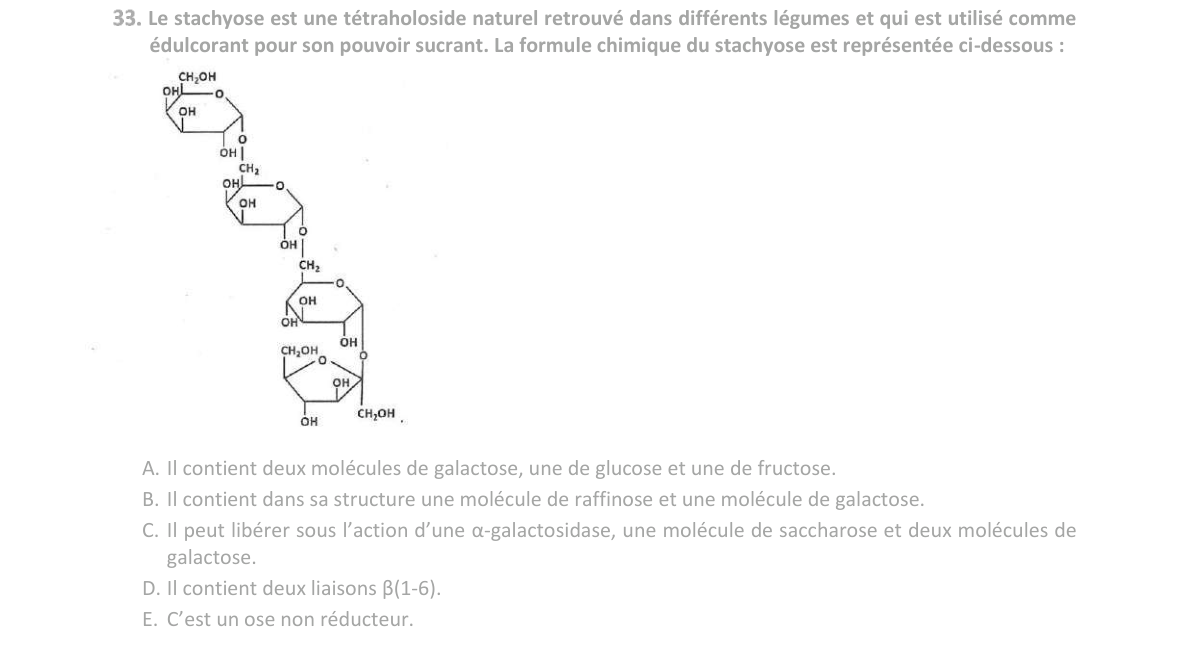 33. Le stachyose est une tétraholoside naturel retrouvé dans différents légumes et qui est utilisé comme
édulcorant pour son pouvoir sucrant. La formule chimique du stachyose est représentée ci-dessous :
CH₂OH
OH
O
OH
O
OH
CH₂
OH
O
OH
O
OH
CH₂
O
OH
OH
OH
CH₂OH
O
O
OH
OH
CH₂OH .
A. Il contient deux molécules de galactose, une de glucose et une de fructose.
B. Il contient dans sa structure une molécule de raffinose et une molécule de galactose.
C. Il peut libérer sous l’action d’une α-galactosidase, une molécule de saccharose et deux molécules de
galactose.
D. Il contient deux liaisons β(1-6).
E. C’est un ose non réducteur.